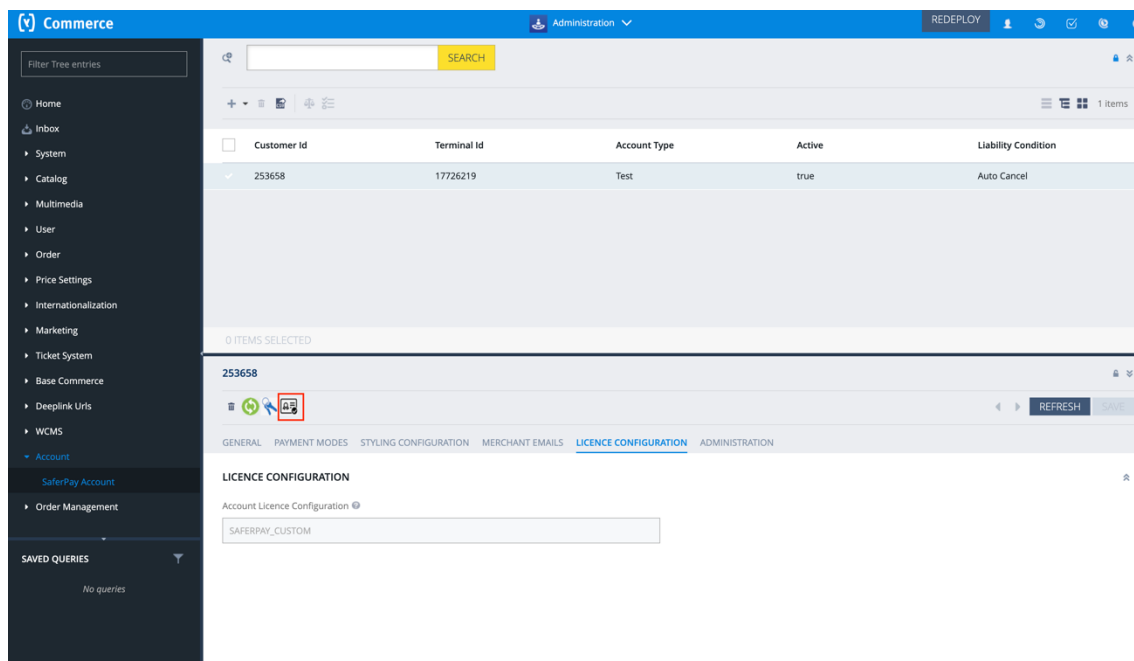 (Y) Commerce
Administration
REDEPLOY
Filter Tree entries
Home
Inbox
System
Catalog
Multimedia
User
Order
Price Settings
Internationalization
Marketing
Ticket System
Base Commerce
Deeplink Urls
WCMS
Account
SaferPay Account
Order Management
SAVED QUERIES
No queries
SEARCH
1 items
Customer Id Terminal Id Account Type Active Liability Condition
253658 17726219 Test true Auto Cancel
0 ITEMS SELECTED
253658
REFRESH SAVE
GENERAL PAYMENT MODES STYLING CONFIGURATION MERCHANT EMAILS LICENCE CONFIGURATION ADMINISTRATION
LICENCE CONFIGURATION
Account Licence Configuration
SAFERPAY_CUSTOM